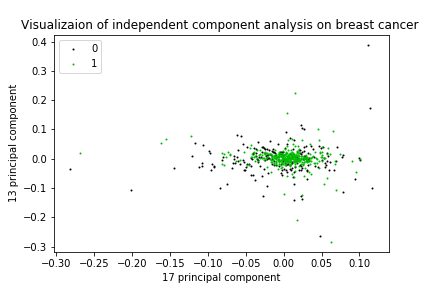 Visualizaion of independent component analysis on breast cancer
0
1
0.4
0.3
0.2
0.1
0.0
−0.1
−0.2
−0.3
13 principal component
−0.30 −0.25 −0.20 −0.15 −0.10 −0.05 0.00 0.05 0.10
17 principal component